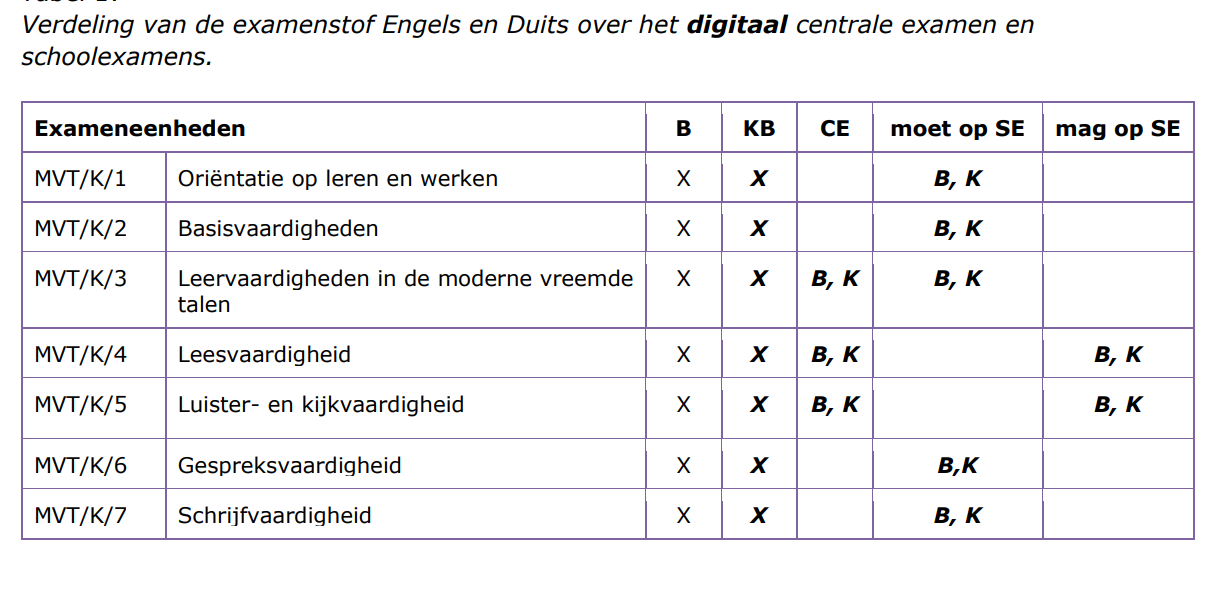 Verdeling van de examenstof Engels en Duits over het digitaal centrale examen en
schoolexamens.
Exameneenheden B KB CE moet op SE mag op SE
MVT/K/1 Oriëntatie op leren en werken X X B, K
MVT/K/2 Basisvaardigheden X X B, K
MVT/K/3 Leervaardigheden in de moderne vreemde X X B, K B, K
talen
MVT/K/4 Leesvaardigheid X X B, K B, K
MVT/K/5 Luister- en kijkvaardigheid X X B, K B, K
MVT/K/6 Gespreksvaardigheid X X B,K
MVT/K/7 Schrijfvaardigheid X X B, K